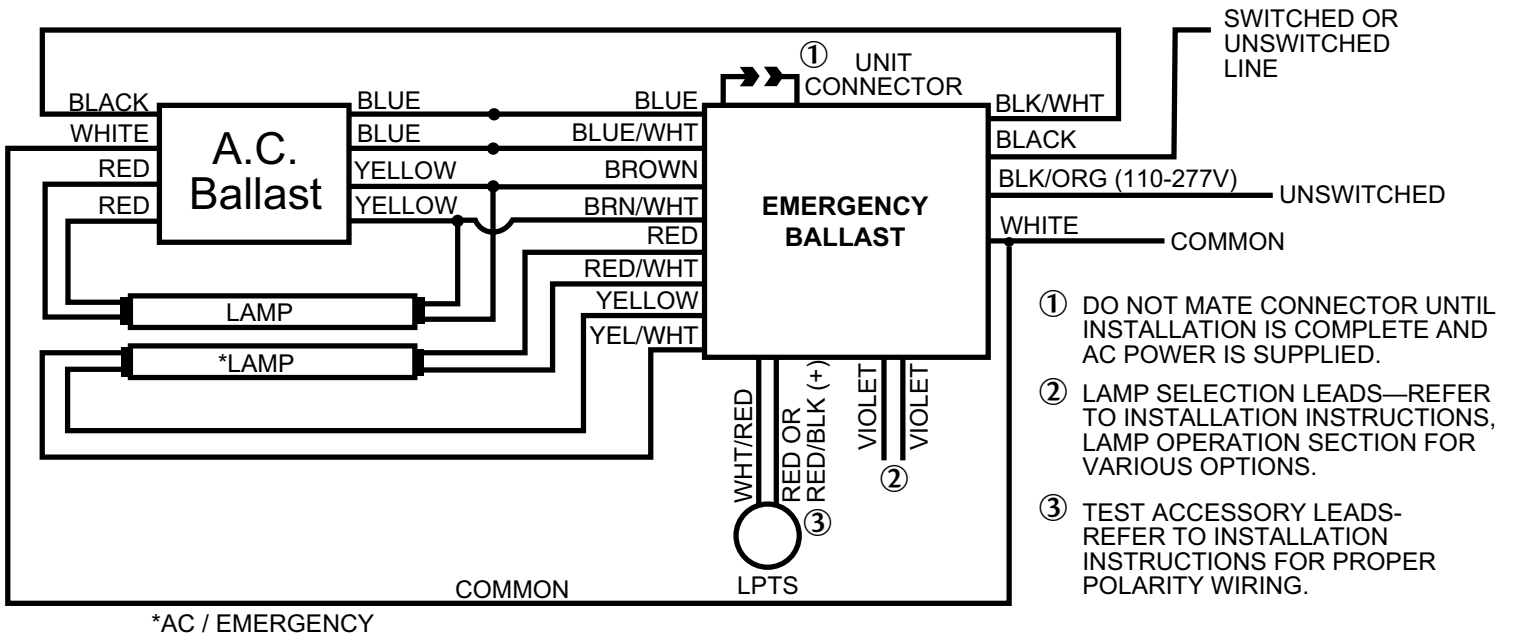 SWITCHED OR
UNSWITCHED
LINE
① UNIT
CONNECTOR
BLACK
WHITE
RED
RED
A.C.
Ballast
BLUE
BLUE
YELLOW
YELLOW
BLUE
BLUE/WHT
BROWN
BRN/WHT
RED
RED/WHT
YELLOW
YEL/WHT
EMERGENCY
BALLAST
BLK/WHT
BLACK
BLK/ORG (110-277V)
UNSWITCHED
WHITE
COMMON
LAMP
*LAMP
WHT/RED
RED OR
RED/BLK (+)
VIOLET
VIOLET
②
③
LPTS
① DO NOT MATE CONNECTOR UNTIL
INSTALLATION IS COMPLETE AND
AC POWER IS SUPPLIED.
② LAMP SELECTION LEADS—REFER
TO INSTALLATION INSTRUCTIONS,
LAMP OPERATION SECTION FOR
VARIOUS OPTIONS.
③ TEST ACCESSORY LEADS-
REFER TO INSTALLATION
INSTRUCTIONS FOR PROPER
POLARITY WIRING.
COMMON
*AC / EMERGENCY